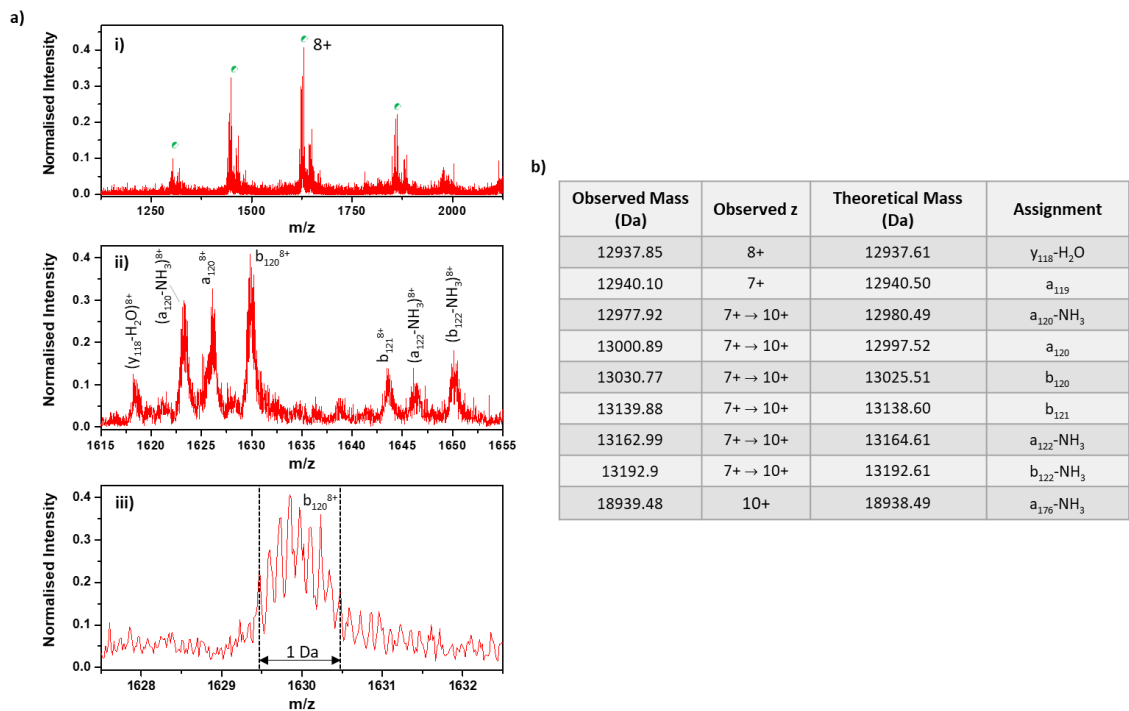 a)
i)
8+
Normalised Intensity
0.4
0.3
0.2
0.1
0.0
1250 1500 1750 2000
m/z
ii)
(y₁₁₈-H₂O)⁸⁺
(a₁₂₀-NH₃)⁸⁺
a₁₂₀⁸⁺
b₁₂₀⁸⁺
b₁₂₁⁸⁺
(a₁₂₂-NH₃)⁸⁺
(b₁₂₂-NH₃)⁸⁺
Normalised Intensity
0.4
0.3
0.2
0.1
0.0
1615 1620 1625 1630 1635 1640 1645 1650 1655
m/z
iii)
b₁₂₀⁸⁺
Normalised Intensity
0.4
0.3
0.2
0.1
0.0
1 Da
1628 1629 1630 1631 1632
m/z
b)
Observed Mass (Da) Observed z Theoretical Mass (Da) Assignment
12937.85 8+ 12937.61 y₁₁₈-H₂O
12940.10 7+ 12940.50 a₁₁₉
12977.92 7+ → 10+ 12980.49 a₁₂₀-NH₃
13000.89 7+ → 10+ 12997.52 a₁₂₀
13030.77 7+ → 10+ 13025.51 b₁₂₀
13139.88 7+ → 10+ 13138.60 b₁₂₁
13162.99 7+ → 10+ 13164.61 a₁₂₂-NH₃
13192.9 7+ → 10+ 13192.61 b₁₂₂-NH₃
18939.48 10+ 18938.49 a₁₇₆-NH₃